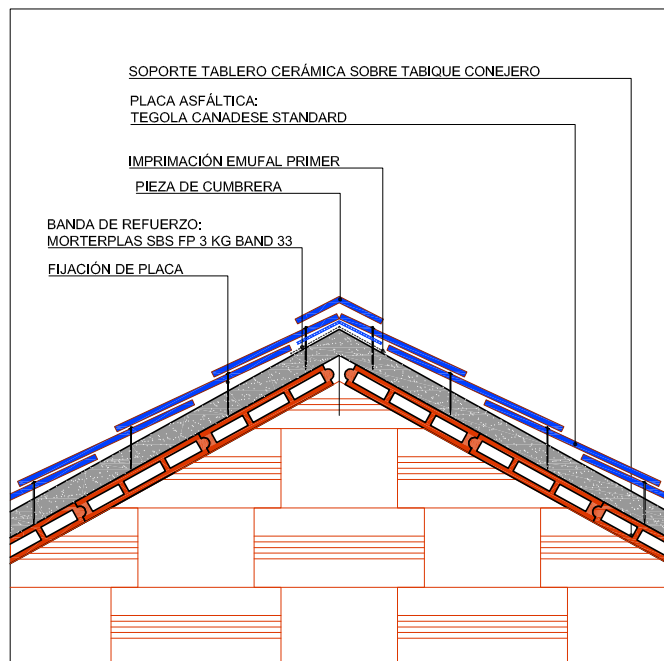 SOPORTE TABLERO CERÁMICA SOBRE TABIQUE CONEJERO
PLACA ASFÁLTICA:
TEGOLA CANADESE STANDARD
IMPRIMACIÓN EMUFAL PRIMER
PIEZA DE CUMBRERA
BANDA DE REFUERZO:
MORTERPLAS SBS FP 3 KG BAND 33
FIJACIÓN DE PLACA